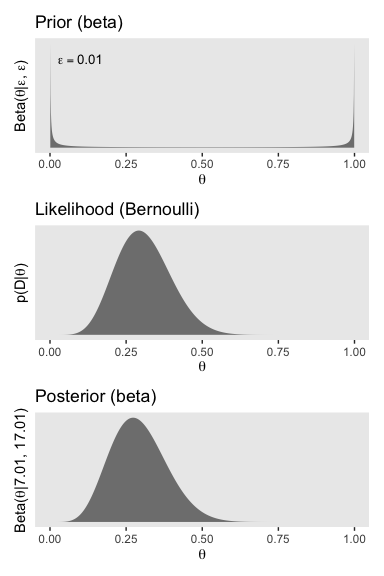 Prior (beta)
Beta(θ|ε, ε)
ε = 0.01
0.00 0.25 0.50 0.75 1.00
θ
Likelihood (Bernoulli)
p(D|θ)
0.00 0.25 0.50 0.75 1.00
θ
Posterior (beta)
Beta(θ|7.01, 17.01)
0.00 0.25 0.50 0.75 1.00
θ